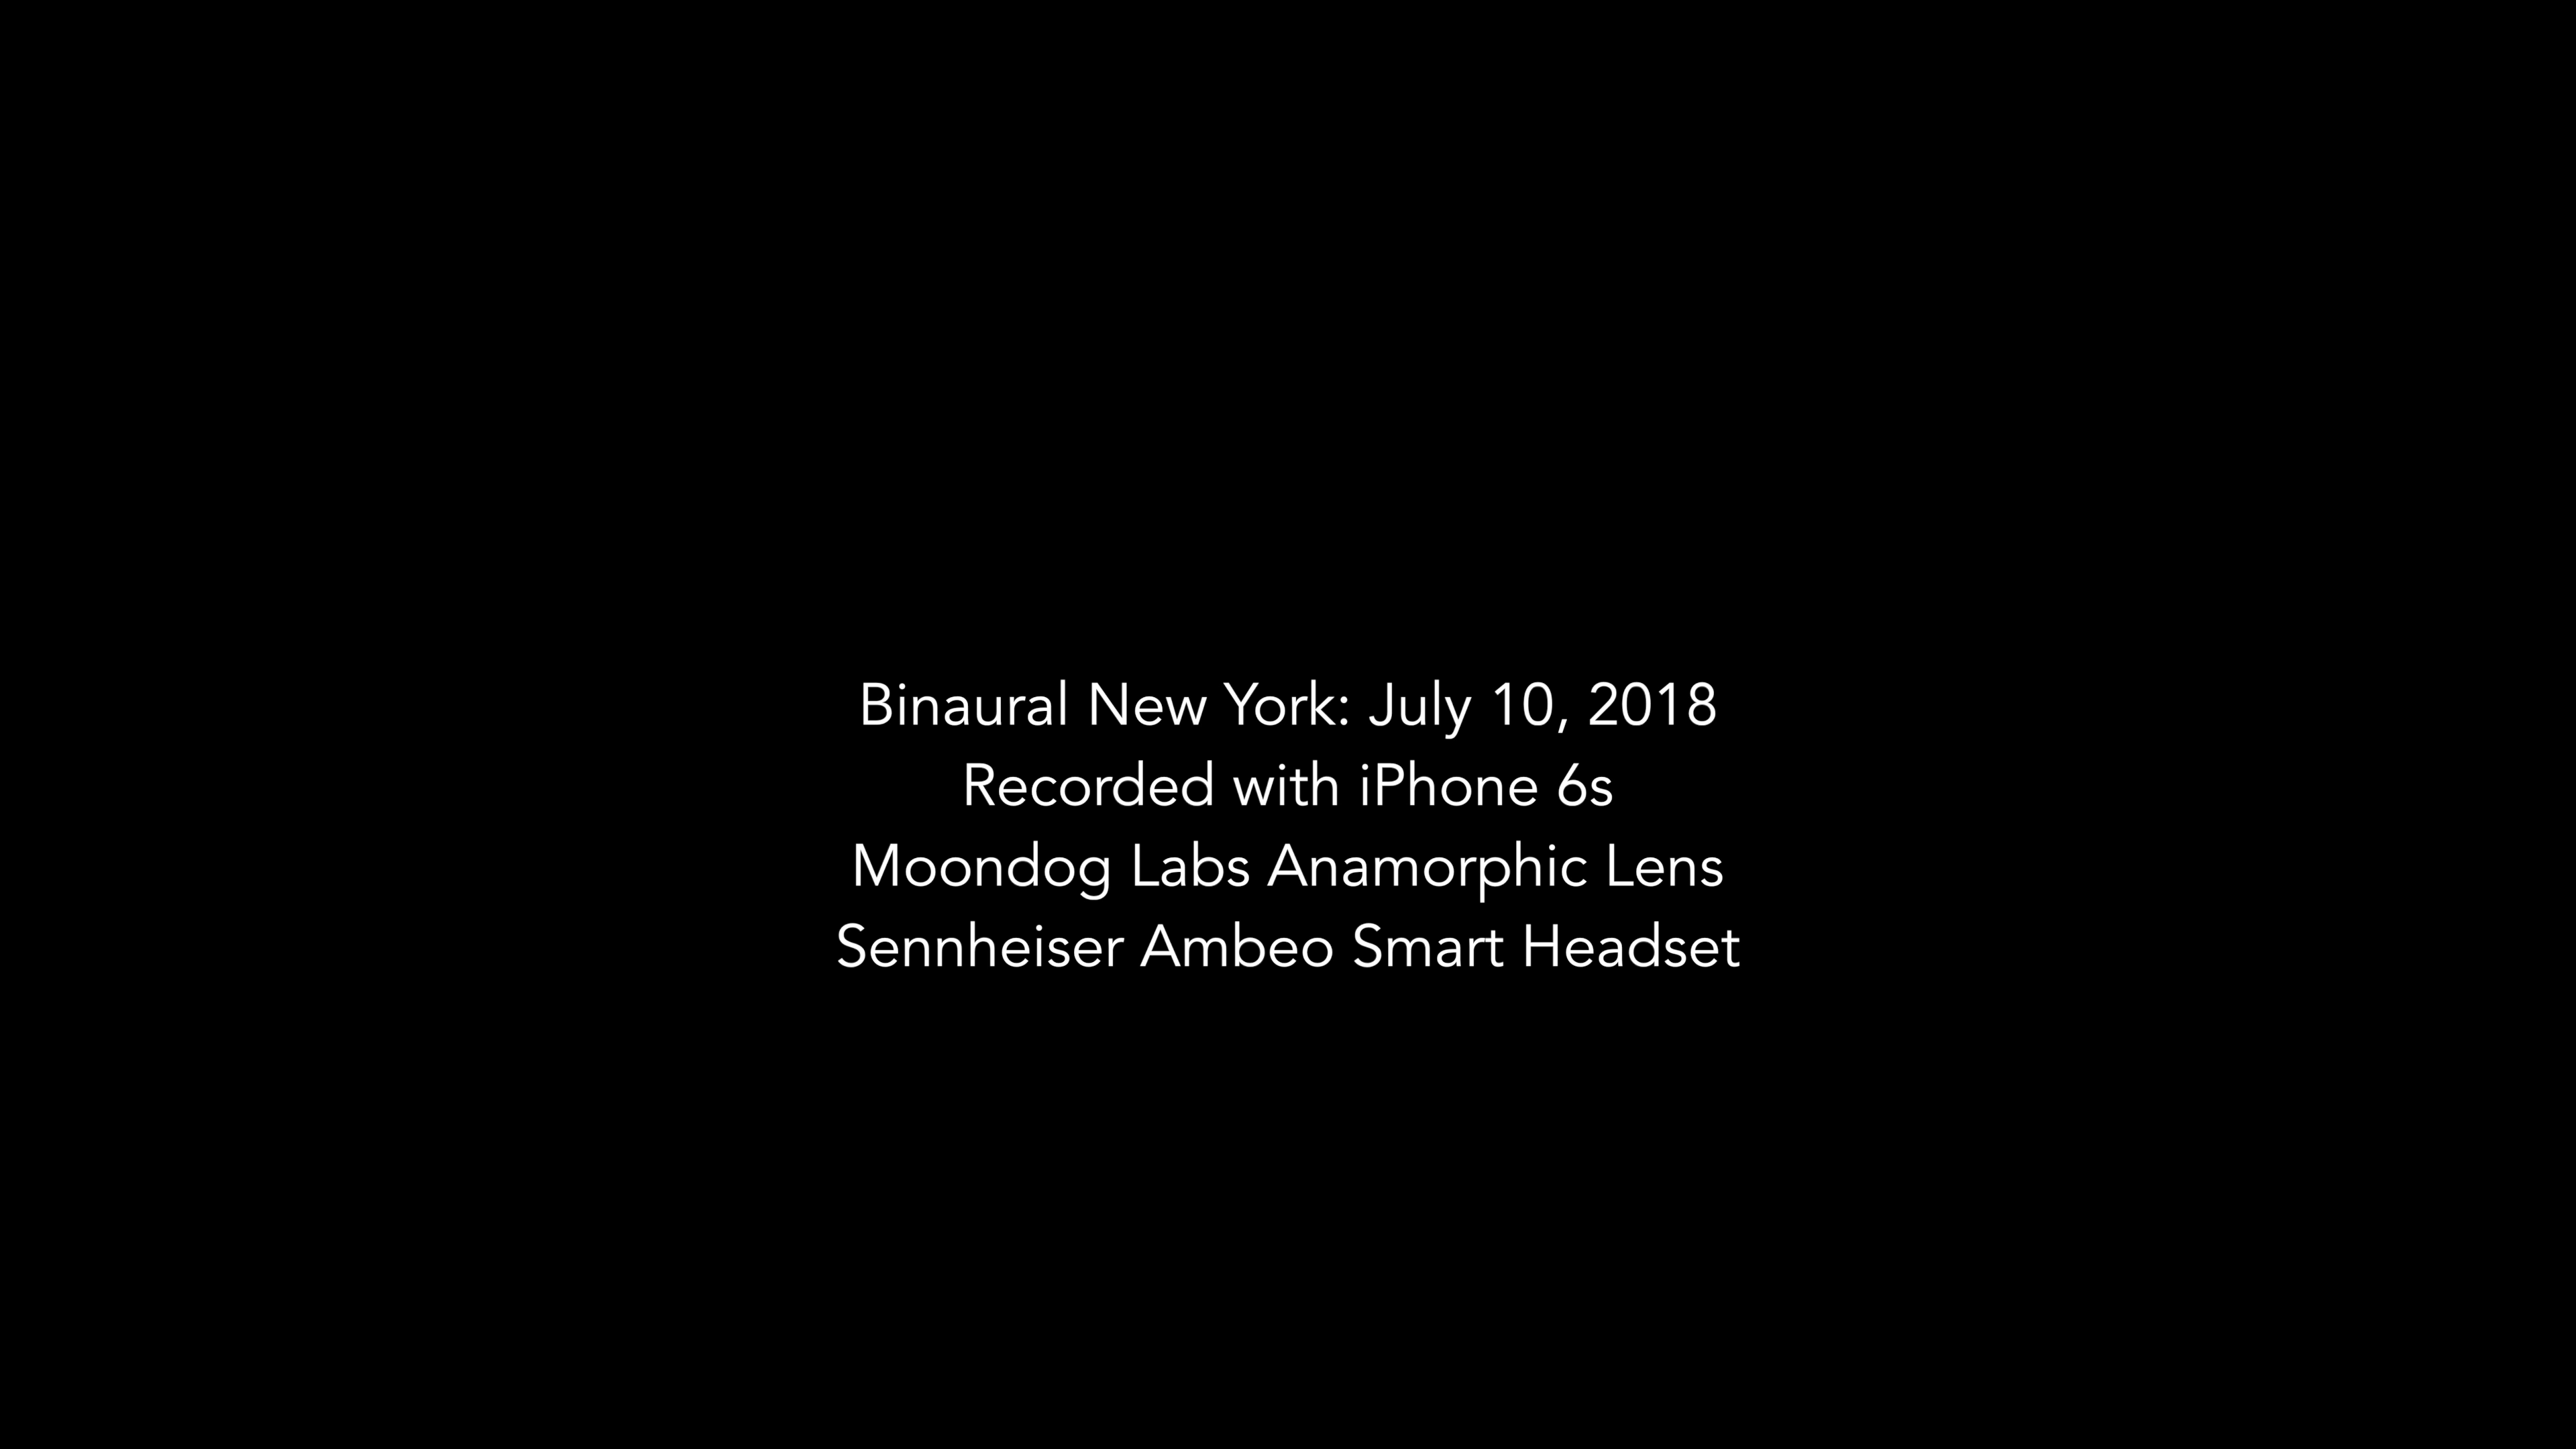 Binaural New York: July 10, 2018
Recorded with iPhone 6s
Moondog Labs Anamorphic Lens
Sennheiser Ambeo Smart Headset